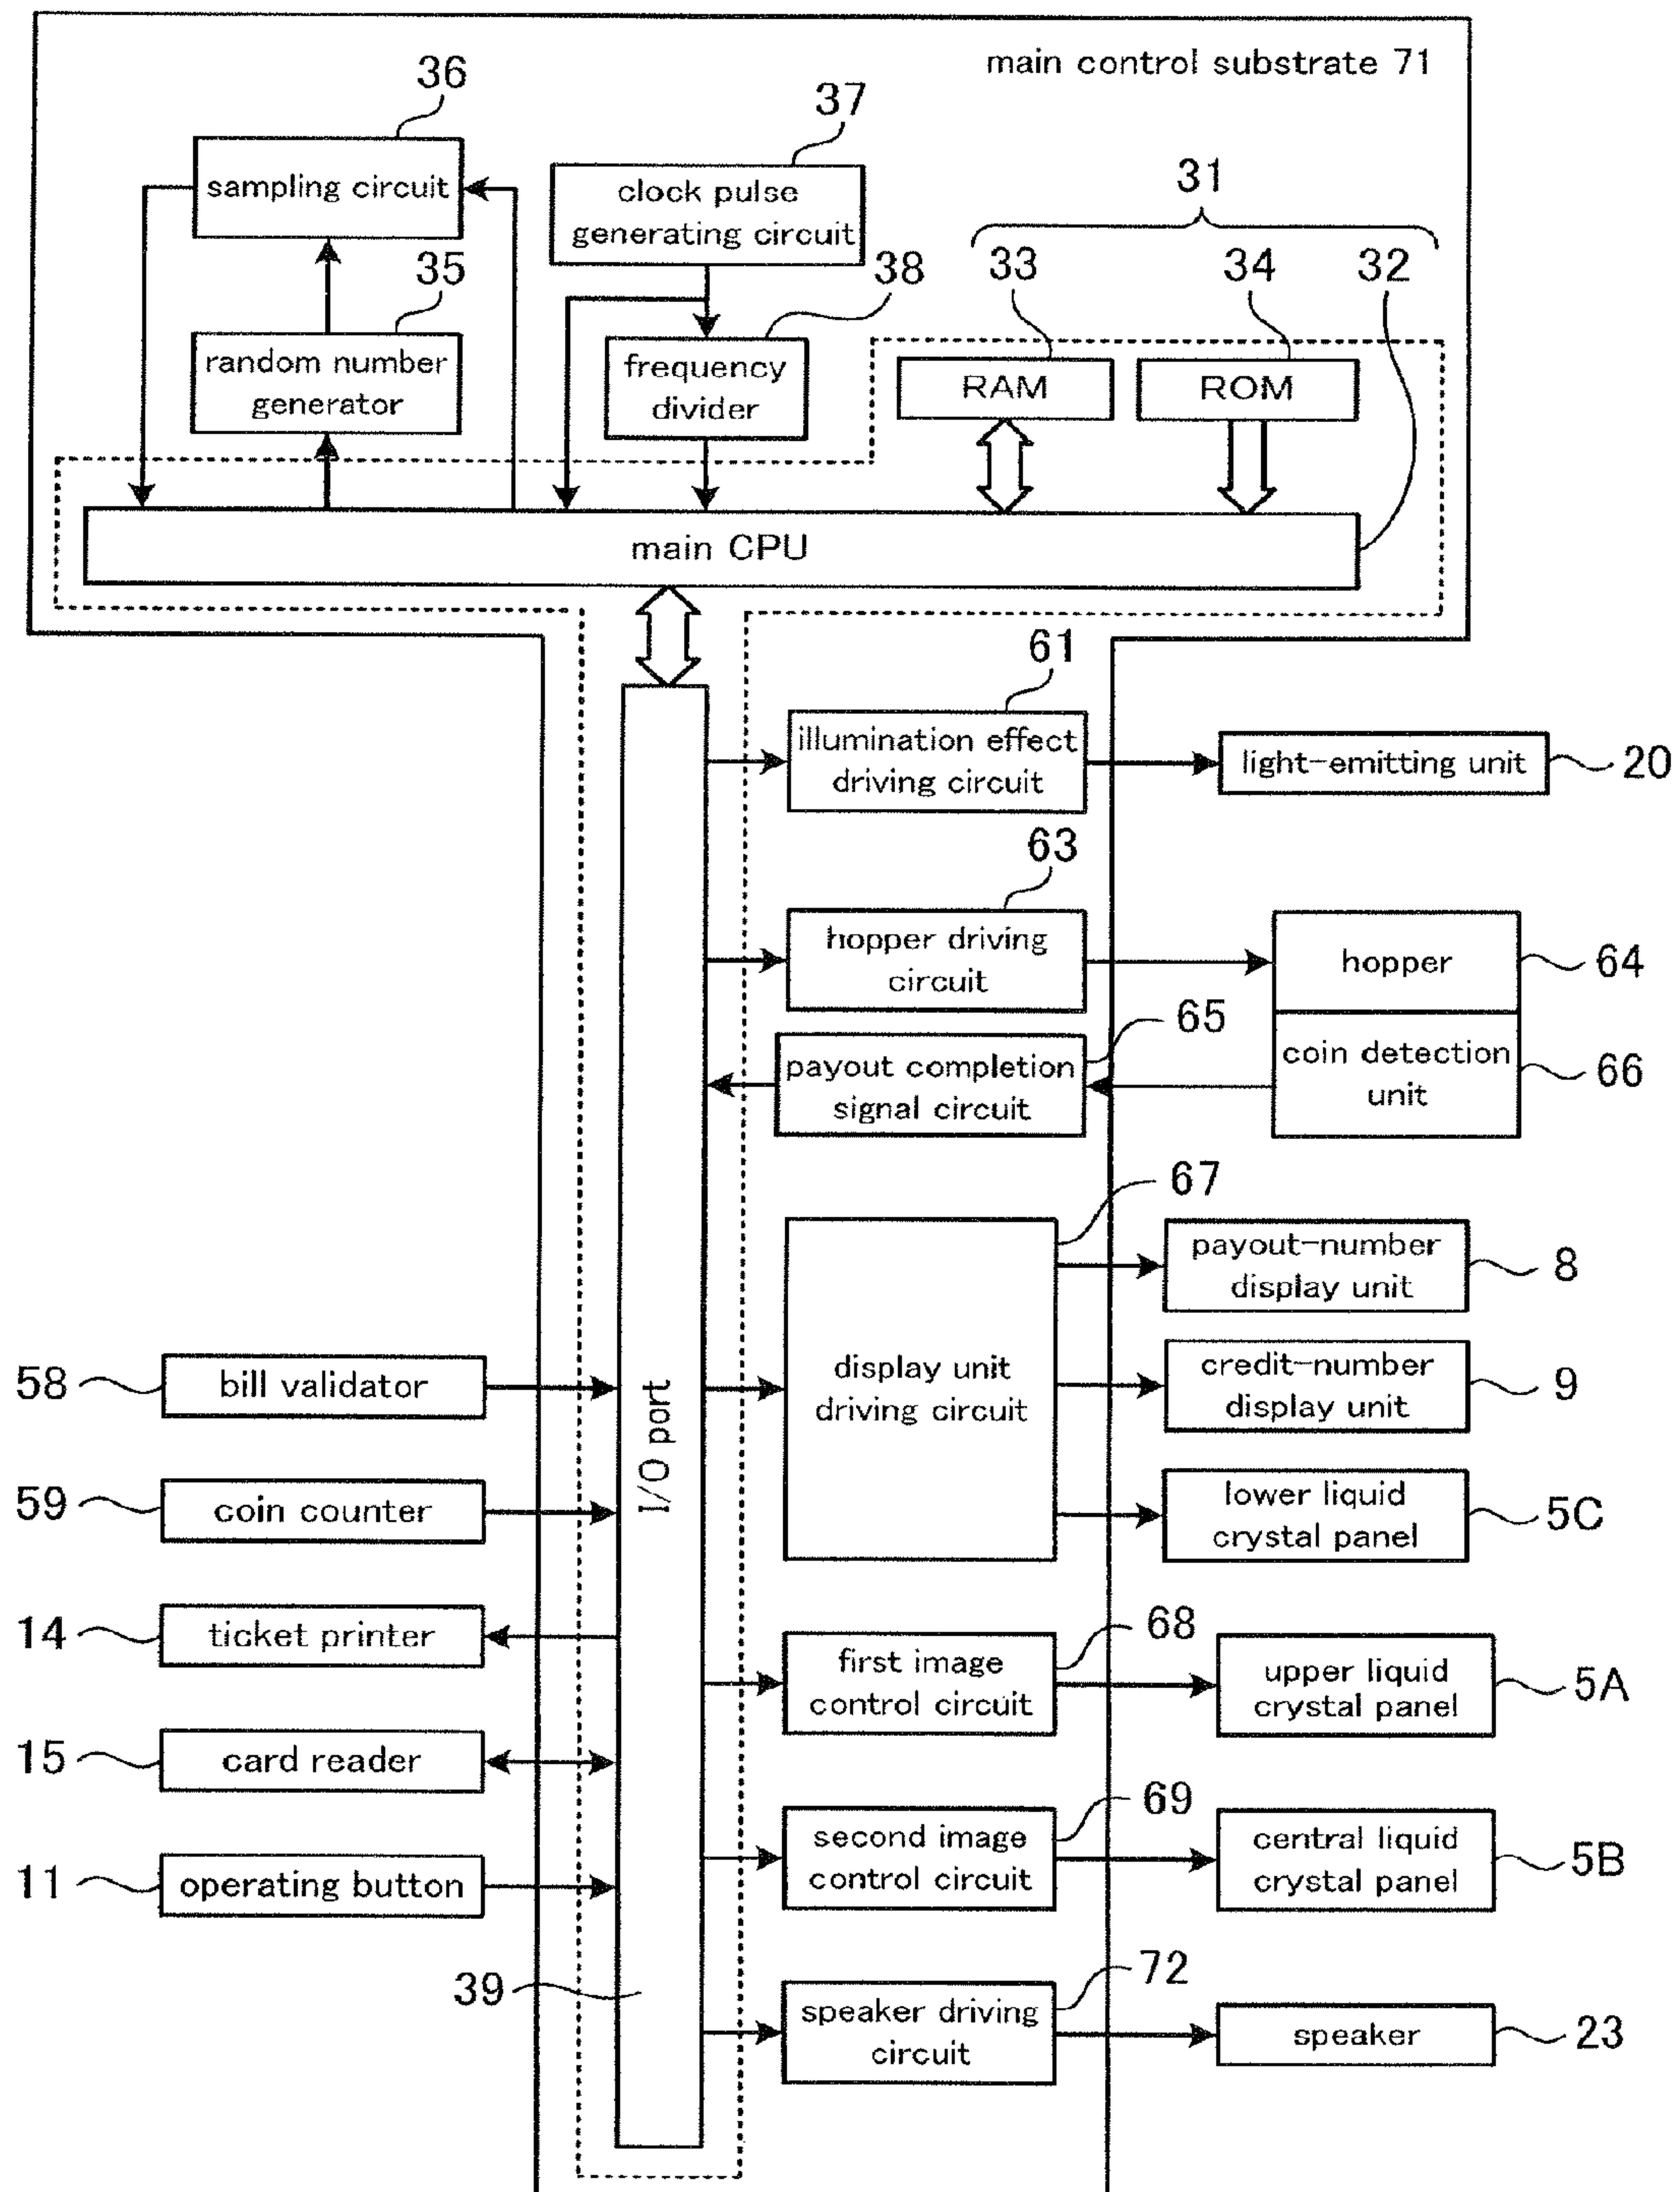 main control substrate 71
36
37
sampling circuit
clock pulse
generating circuit
31
35
38
33
34
32
random number
generator
frequency
divider
RAM
ROM
main CPU
61
illumination effect
driving circuit
light-emitting unit
20
63
hopper driving
circuit
hopper
64
65
payout completion
signal circuit
coin detection
unit
66
67
payout-number
display unit
8
58
bill validator
I/O port
display unit
driving circuit
credit-number
display unit
9
59
coin counter
lower liquid
crystal panel
5C
14
ticket printer
68
first image
control circuit
upper liquid
crystal panel
5A
15
card reader
69
second image
control circuit
central liquid
crystal panel
5B
11
operating button
39
72
speaker driving
circuit
speaker
23